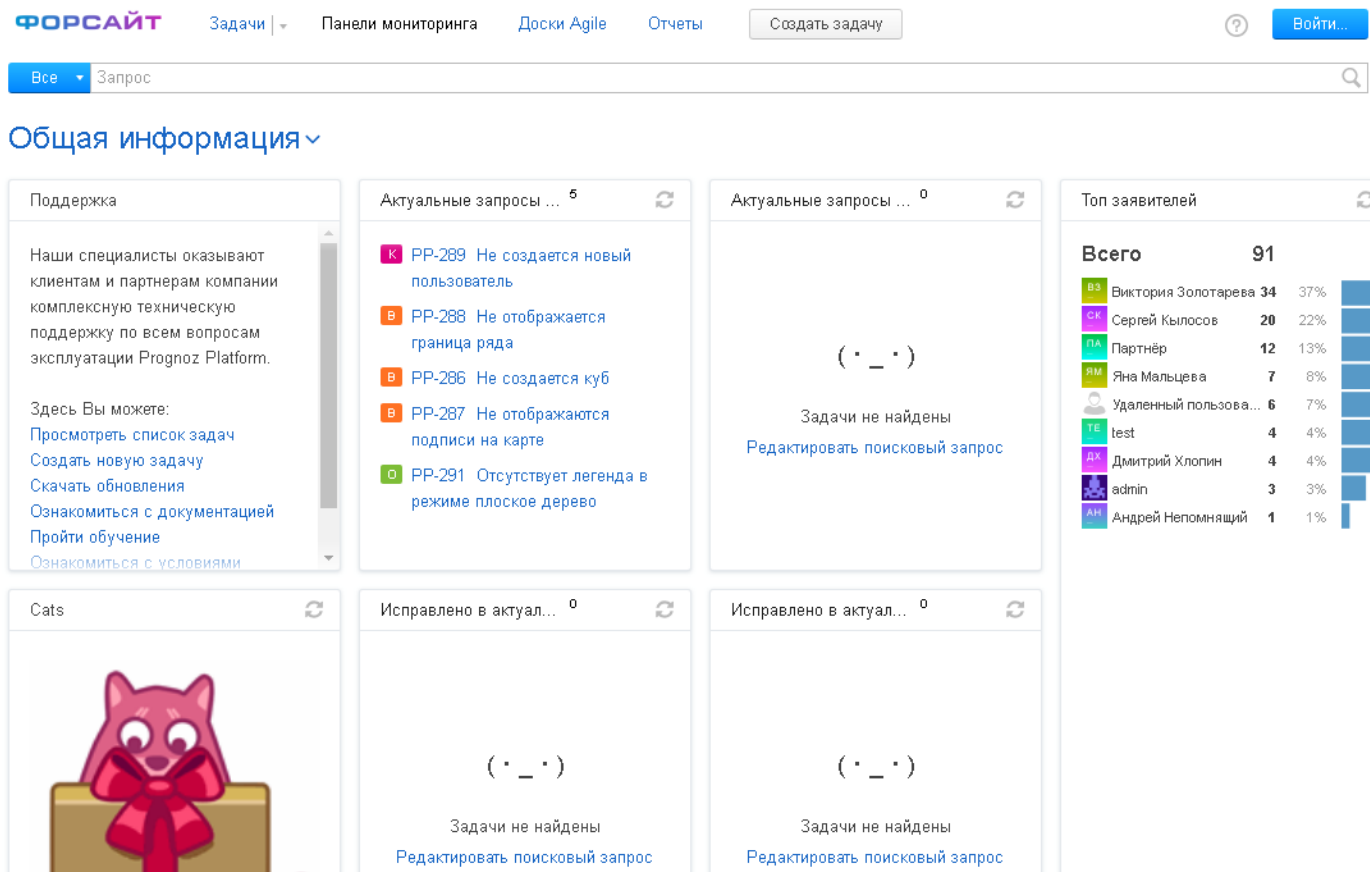 ФОРСАЙТ
Задачи
Панели мониторинга
Доски Agile
Отчеты
Создать задачу
?
Войти...
Все
Запрос
Общая информация
Поддержка
Наши специалисты оказывают
клиентам и партнерам компании
комплексную техническую
поддержку по всем вопросам
эксплуатации Prognoz Platform.
Здесь Вы можете:
Просмотреть список задач
Создать новую задачу
Скачать обновления
Ознакомиться с документацией
Пройти обучение
Ознакомиться с условиями
Актуальные запросы ... 5
К PP-289 Не создается новый
пользователь
В PP-288 Не отображается
граница ряда
В PP-286 Не создается куб
В PP-287 Не отображаются
подписи на карте
О PP-291 Отсутствует легенда в
режиме плоское дерево
Актуальные запросы ... 0
(·_·)
Задачи не найдены
Редактировать поисковый запрос
Топ заявителей
Всего 91
ВЗ Виктория Золотарева 34 37%
СК Сергей Кылосов 20 22%
ПА Партнёр 12 13%
ЯМ Яна Мальцева 7 8%
Удаленный пользова... 6 7%
TE test 4 4%
ДХ Дмитрий Хлопин 4 4%
admin 3 3%
АН Андрей Непомнящий 1 1%
Cats
Исправлено в актуал... 0
(·_·)
Задачи не найдены
Редактировать поисковый запрос
Исправлено в актуал... 0
(·_·)
Задачи не найдены
Редактировать поисковый запрос